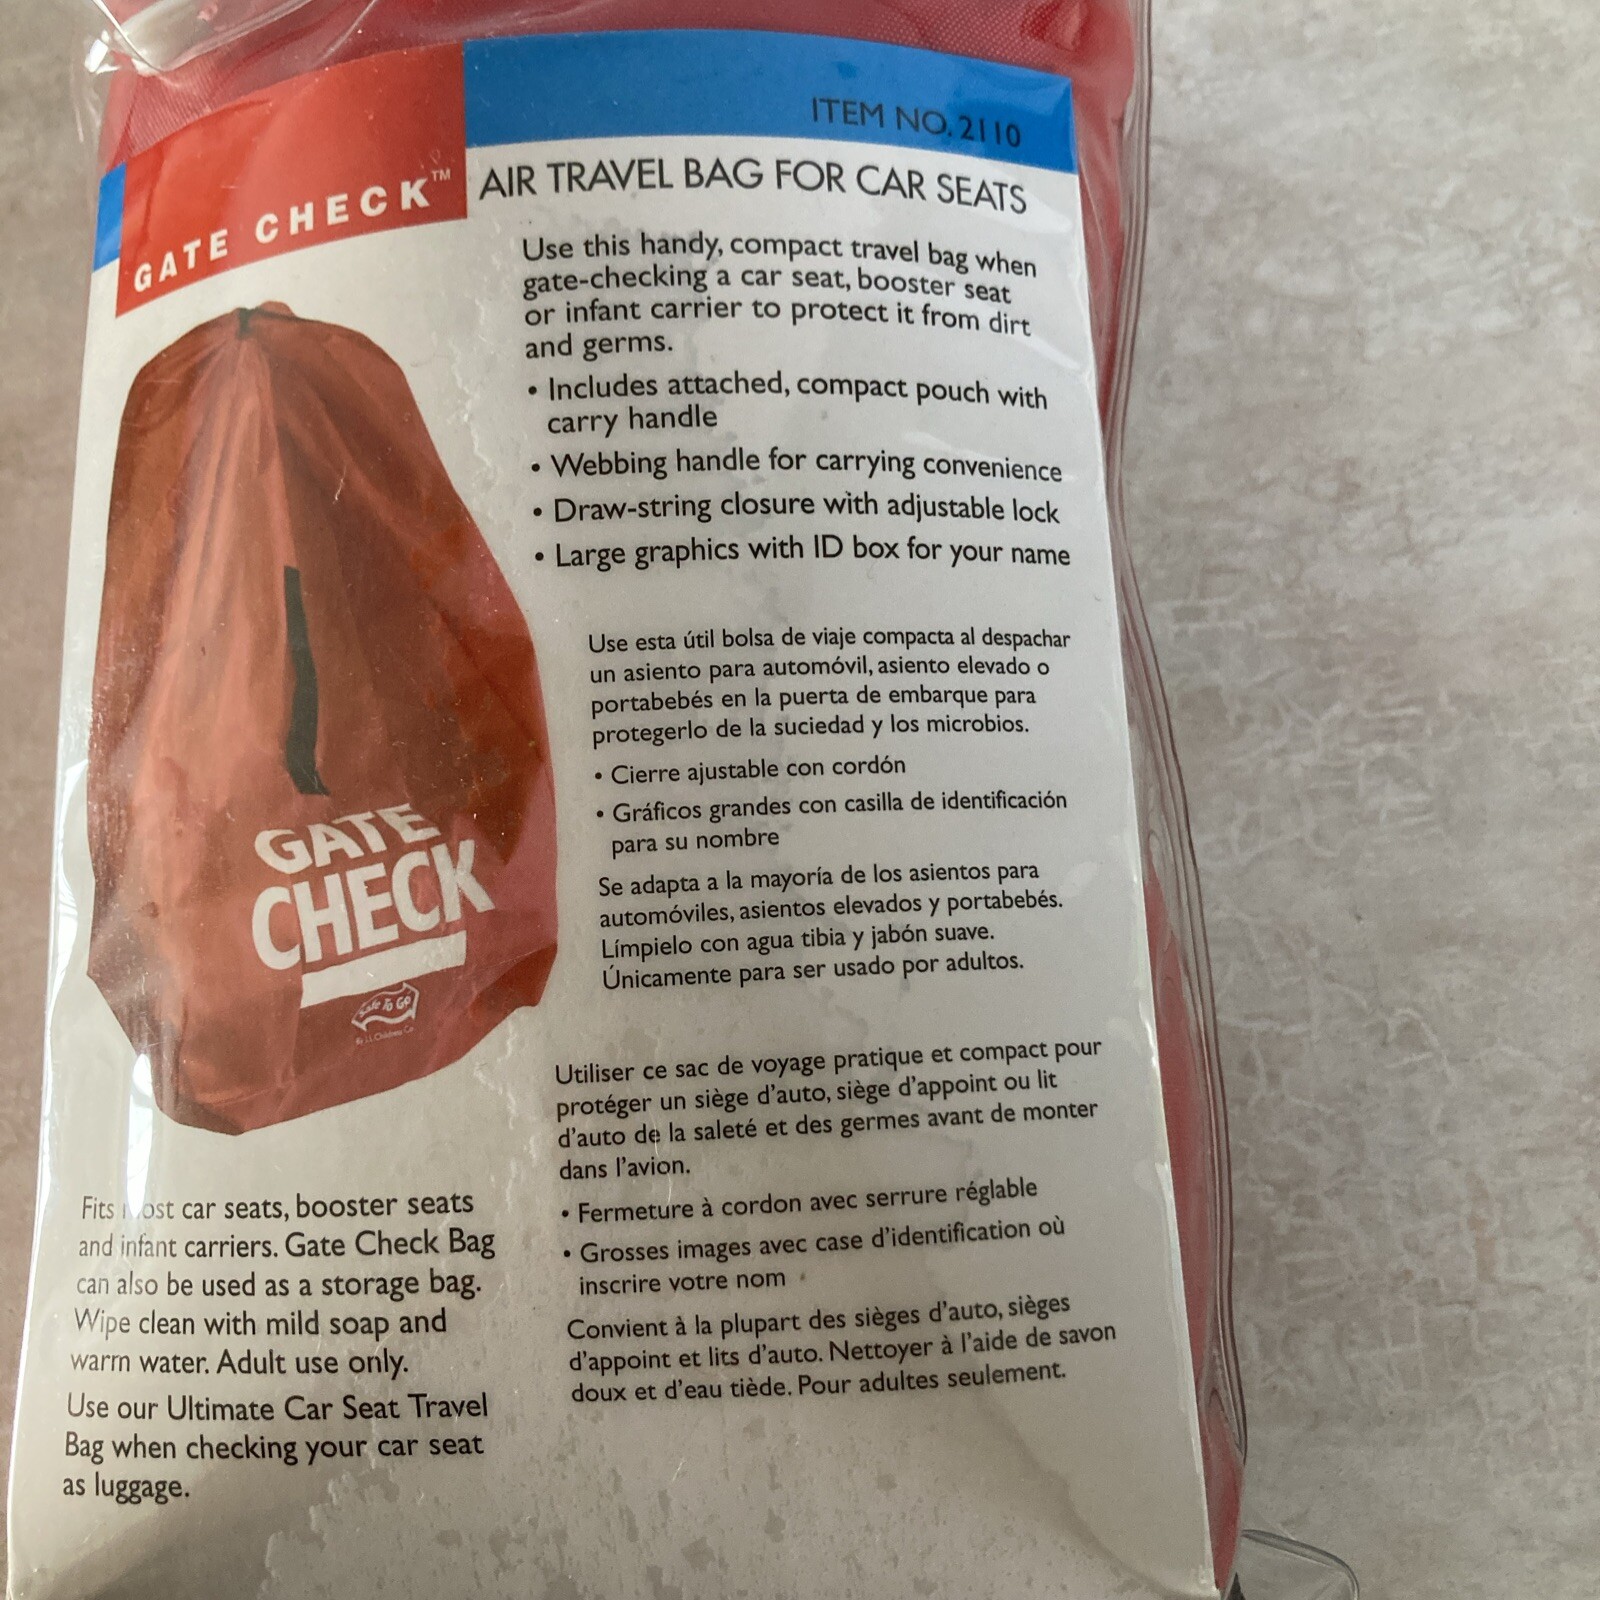 ITEM NO. 2110
GATE CHECK™
AIR TRAVEL BAG FOR CAR SEATS
Use this handy, compact travel bag when
gate-checking a car seat, booster seat
or infant carrier to protect it from dirt
and germs.
• Includes attached, compact pouch with
carry handle
• Webbing handle for carrying convenience
• Draw-string closure with adjustable lock
• Large graphics with ID box for your name
Use esta útil bolsa de viaje compacta al despachar
un asiento para automóvil, asiento elevado o
portabebés en la puerta de embarque para
protegerlo de la suciedad y los microbios.
• Cierre ajustable con cordón
• Gráficos grandes con casilla de identificación
para su nombre
Se adapta a la mayoría de los asientos para
automóviles, asientos elevados y portabebés.
Límpielo con agua tibia y jabón suave.
Únicamente para ser usado por adultos.
GATE
CHECK
Safe To Go
Utiliser ce sac de voyage pratique et compact pour
protéger un siège d'auto, siège d'appoint ou lit
d'auto de la saleté et des germes avant de monter
dans l'avion.
• Fermeture à cordon avec serrure réglable
• Grosses images avec case d'identification où
inscrire votre nom
Convient à la plupart des sièges d'auto, sièges
d'appoint et lits d'auto. Nettoyer à l'aide de savon
doux et d'eau tiède. Pour adultes seulement.
Fits most car seats, booster seats
and infant carriers. Gate Check Bag
can also be used as a storage bag.
Wipe clean with mild soap and
warm water. Adult use only.
Use our Ultimate Car Seat Travel
Bag when checking your car seat
as luggage.